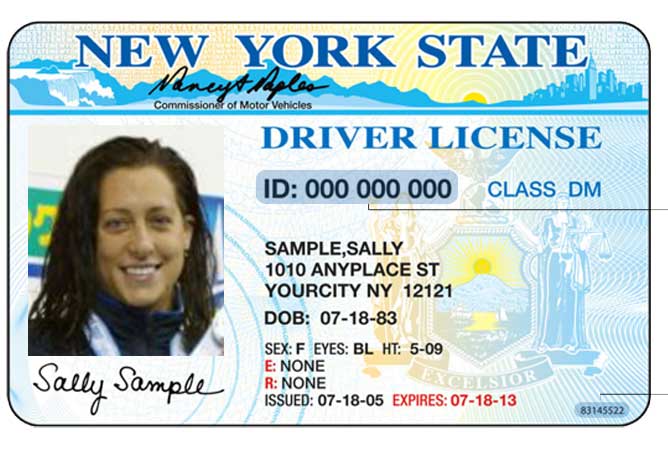 NEW YORK STATE
Nancy A Naples
Commissioner of Motor Vehicles
DRIVER LICENSE
ID: 000 000 000
CLASS DM
SAMPLE,SALLY
1010 ANYPLACE ST
YOURCITY NY 12121
DOB: 07-18-83
SEX: F EYES: BL HT: 5-09
E: NONE
R: NONE
ISSUED: 07-18-05 EXPIRES: 07-18-13
EXCELSIOR
Sally Sample
83145522